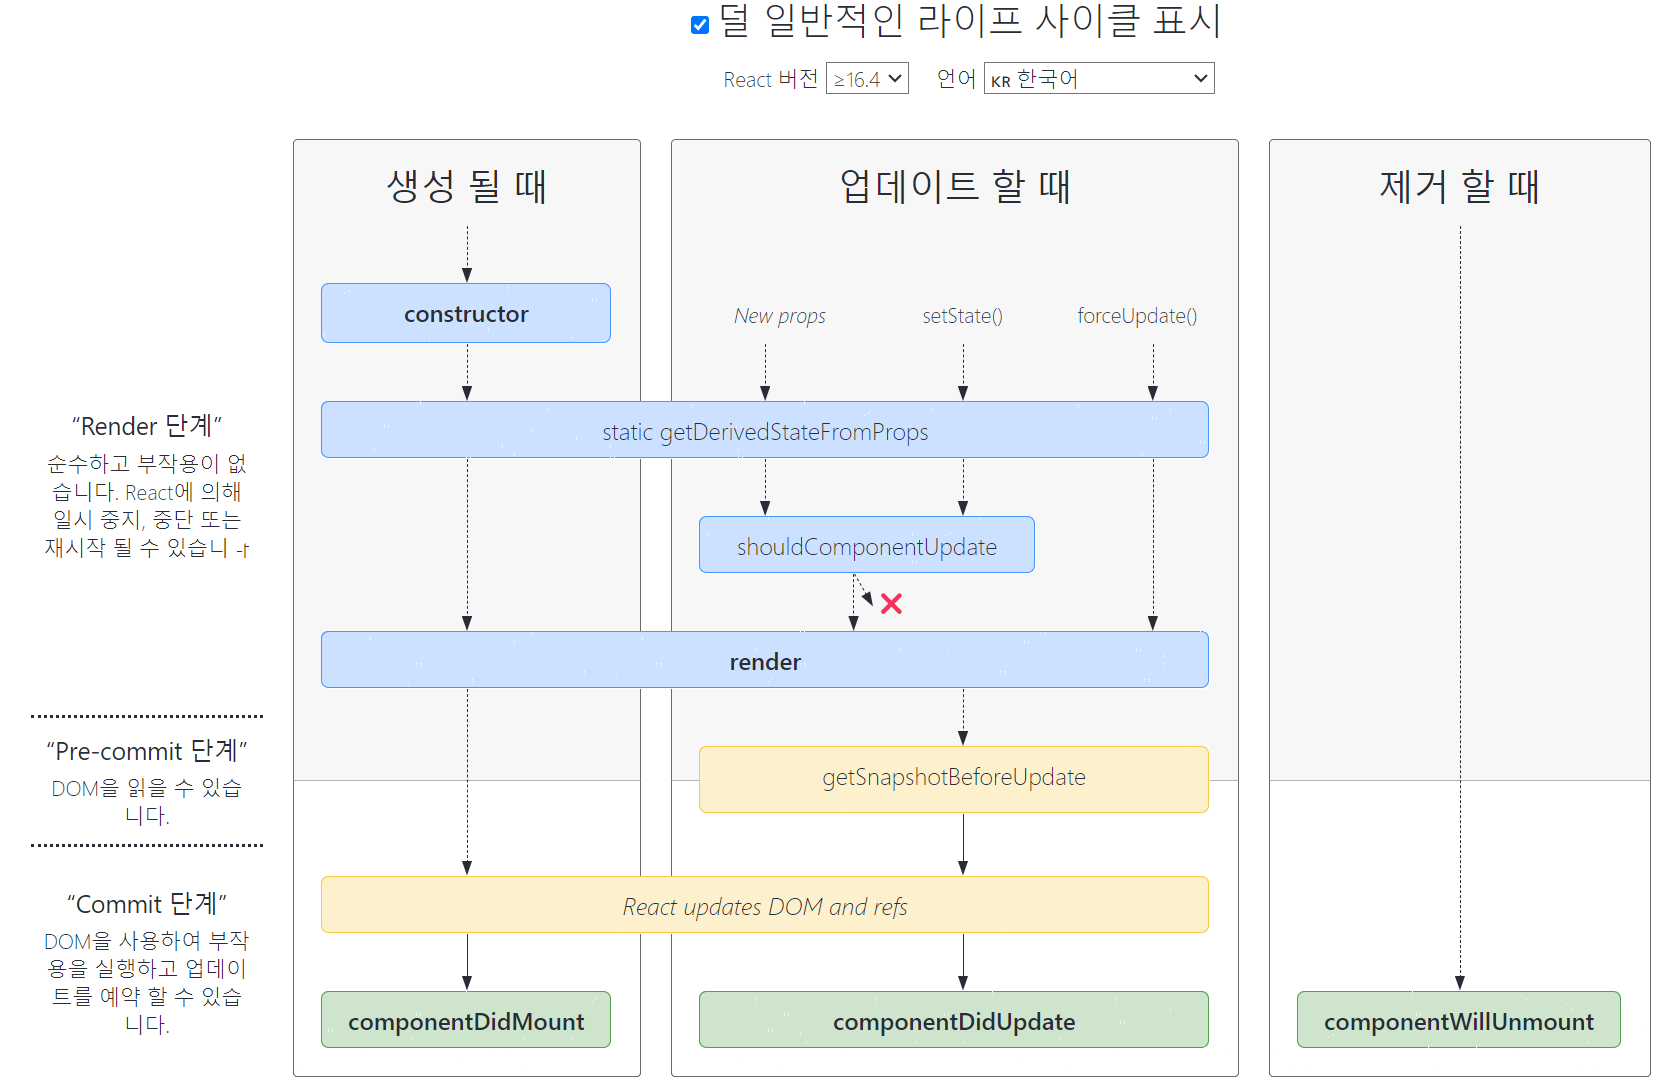 덜 일반적인 라이프 사이클 표시
React 버전 ≥16.4 언어 KR 한국어
생성 될 때
업데이트 할 때
제거 할 때
constructor
New props
setState()
forceUpdate()
“Render 단계”
순수하고 부작용이 없
습니다. React에 의해
일시 중지, 중단 또는
재시작 될 수 있습니
static getDerivedStateFromProps
shouldComponentUpdate
render
“Pre-commit 단계”
DOM을 읽을 수 있습
니다.
getSnapshotBeforeUpdate
“Commit 단계”
DOM을 사용하여 부작
용을 실행하고 업데이
트를 예약 할 수 있습
니다.
React updates DOM and refs
componentDidMount
componentDidUpdate
componentWillUnmount